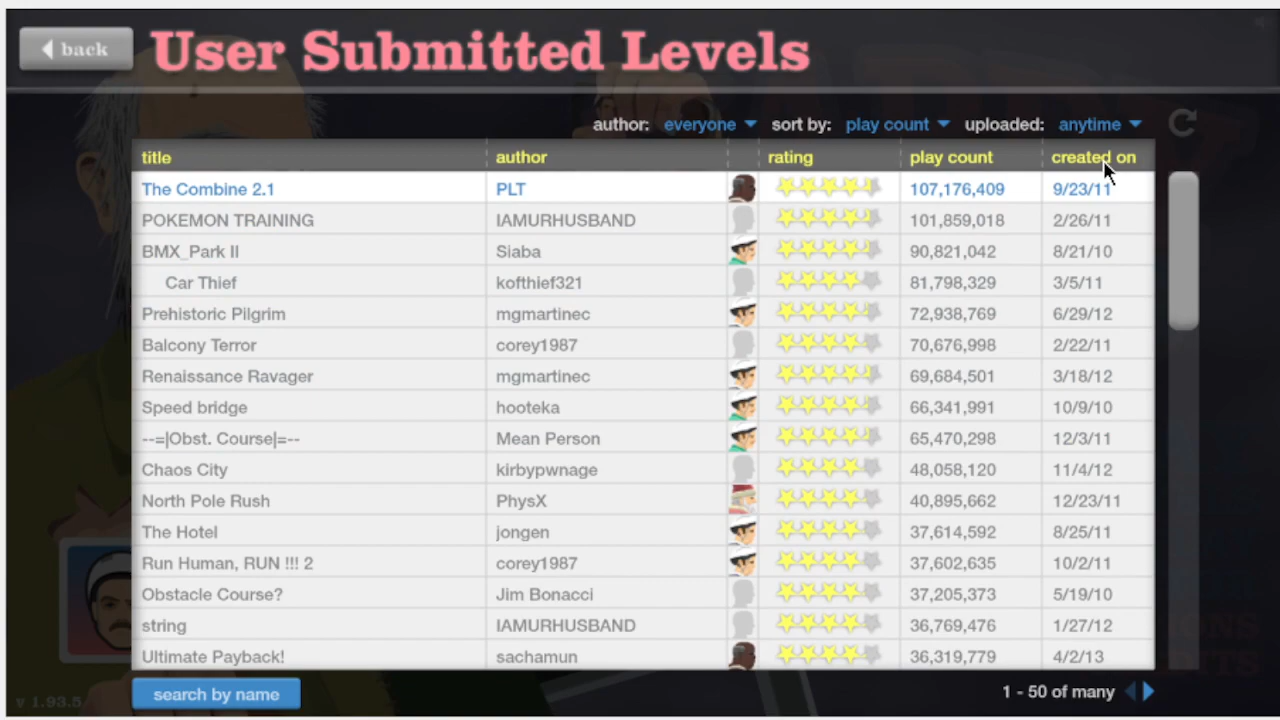 back
User Submitted Levels
author: everyone sort by: play count uploaded: anytime
title author rating play count created on
The Combine 2.1 PLT 107,176,409 9/23/11
POKEMON TRAINING IAMURHUSBAND 101,859,018 2/26/11
BMX_Park II Siaba 90,821,042 8/21/10
Car Thief kofthief321 81,798,329 3/5/11
Prehistoric Pilgrim mgmartinec 72,938,769 6/29/12
Balcony Terror corey1987 70,676,998 2/22/11
Renaissance Ravager mgmartinec 69,684,501 3/18/12
Speed bridge hooteka 66,341,991 10/9/10
--=|Obst. Course|=-- Mean Person 65,470,298 12/3/11
Chaos City kirbypwnage 48,058,120 11/4/12
North Pole Rush PhysX 40,895,662 12/23/11
The Hotel jongen 37,614,592 8/25/11
Run Human, RUN !!! 2 corey1987 37,602,635 10/2/11
Obstacle Course? Jim Bonacci 37,205,373 5/19/10
string IAMURHUSBAND 36,769,476 1/27/12
Ultimate Payback! sachamun 36,319,779 4/2/13
search by name 1 - 50 of many
v 1.93.5